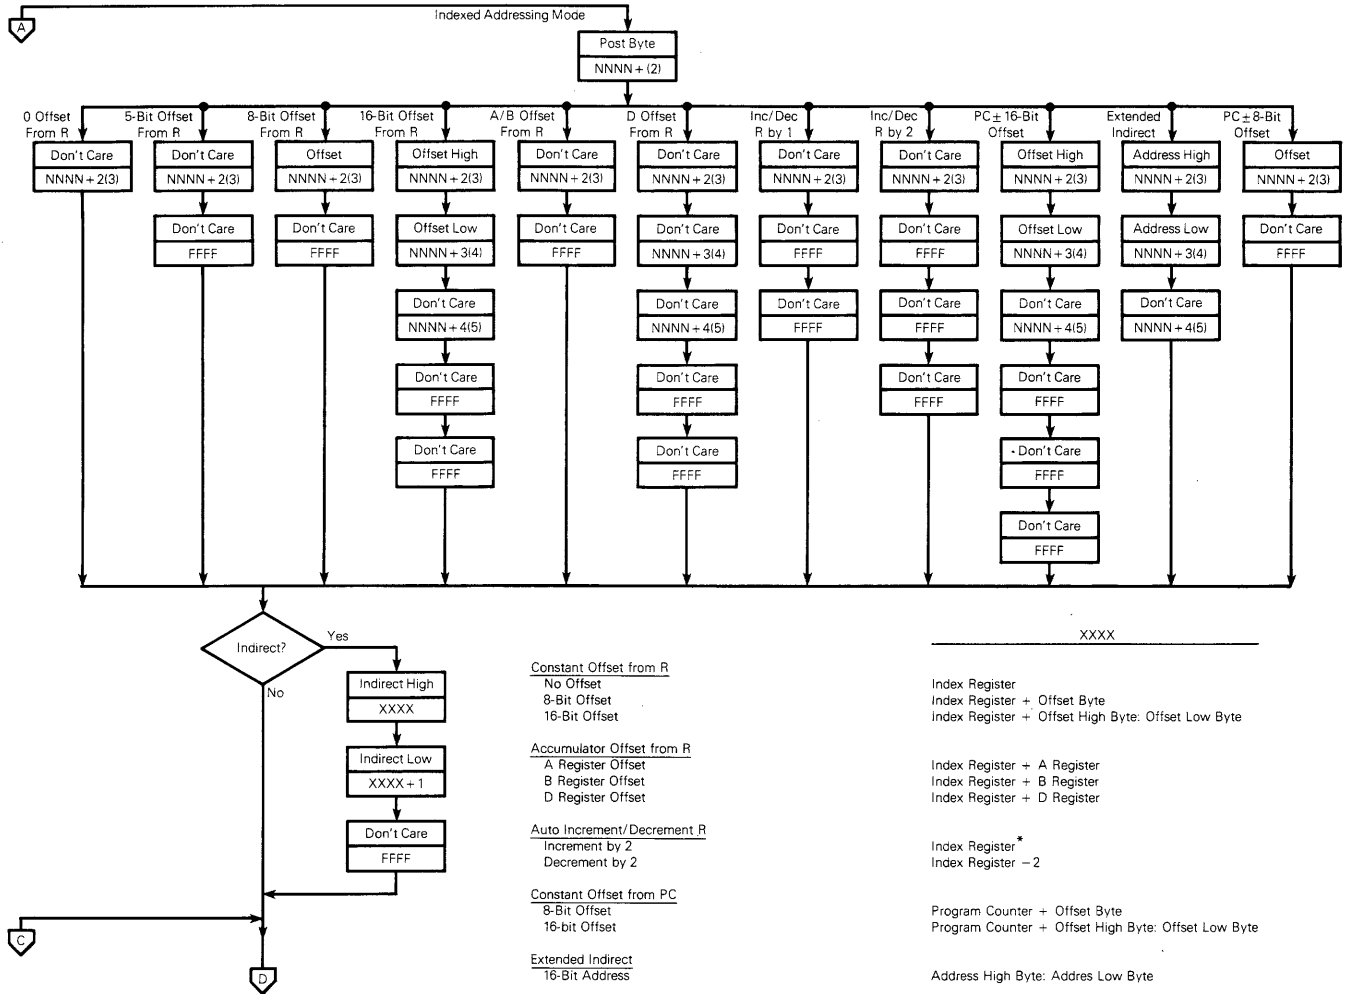 A
Indexed Addressing Mode
Post Byte
NNNN + (2)
0 Offset From R
5-Bit Offset From R
8-Bit Offset From R
16-Bit Offset From R
A/B Offset From R
D Offset From R
Inc/Dec R by 1
Inc/Dec R by 2
PC ± 16-Bit Offset
Extended Indirect
PC ± 8-Bit Offset
Don't Care
NNNN + 2(3)
Don't Care
NNNN + 2(3)
Offset
NNNN + 2(3)
Offset High
NNNN + 2(3)
Don't Care
NNNN + 2(3)
Don't Care
NNNN + 2(3)
Don't Care
NNNN + 2(3)
Don't Care
NNNN + 2(3)
Offset High
NNNN + 2(3)
Address High
NNNN + 2(3)
Offset
NNNN + 2(3)
Don't Care
FFFF
Don't Care
FFFF
Offset Low
NNNN + 3(4)
Don't Care
FFFF
Don't Care
NNNN + 3(4)
Don't Care
FFFF
Don't Care
FFFF
Offset Low
NNNN + 3(4)
Address Low
NNNN + 3(4)
Don't Care
FFFF
Don't Care
NNNN + 4(5)
Don't Care
NNNN + 4(5)
Don't Care
FFFF
Don't Care
FFFF
Don't Care
NNNN + 4(5)
Don't Care
NNNN + 4(5)
Don't Care
FFFF
Don't Care
FFFF
Don't Care
FFFF
Don't Care
FFFF
Don't Care
FFFF
Don't Care
FFFF
Don't Care
FFFF
Don't Care
FFFF
Indirect?
Yes
No
Indirect High
XXXX
Indirect Low
XXXX + 1
Don't Care
FFFF
C
D
XXXX
Constant Offset from R
No Offset Index Register
8-Bit Offset Index Register + Offset Byte
16-Bit Offset Index Register + Offset High Byte: Offset Low Byte
Accumulator Offset from R
A Register Offset Index Register + A Register
B Register Offset Index Register + B Register
D Register Offset Index Register + D Register
Auto Increment/Decrement R
Increment by 2 Index Register*
Decrement by 2 Index Register − 2
Constant Offset from PC
8-Bit Offset Program Counter + Offset Byte
16-bit Offset Program Counter + Offset High Byte: Offset Low Byte
Extended Indirect
16-Bit Address Address High Byte: Addres Low Byte